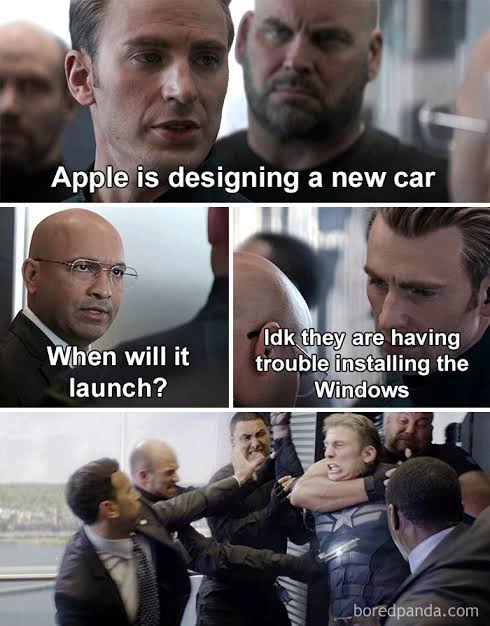 Apple is designing a new car
When will it
launch?
Idk they are having
trouble installing the
Windows
boredpanda.com